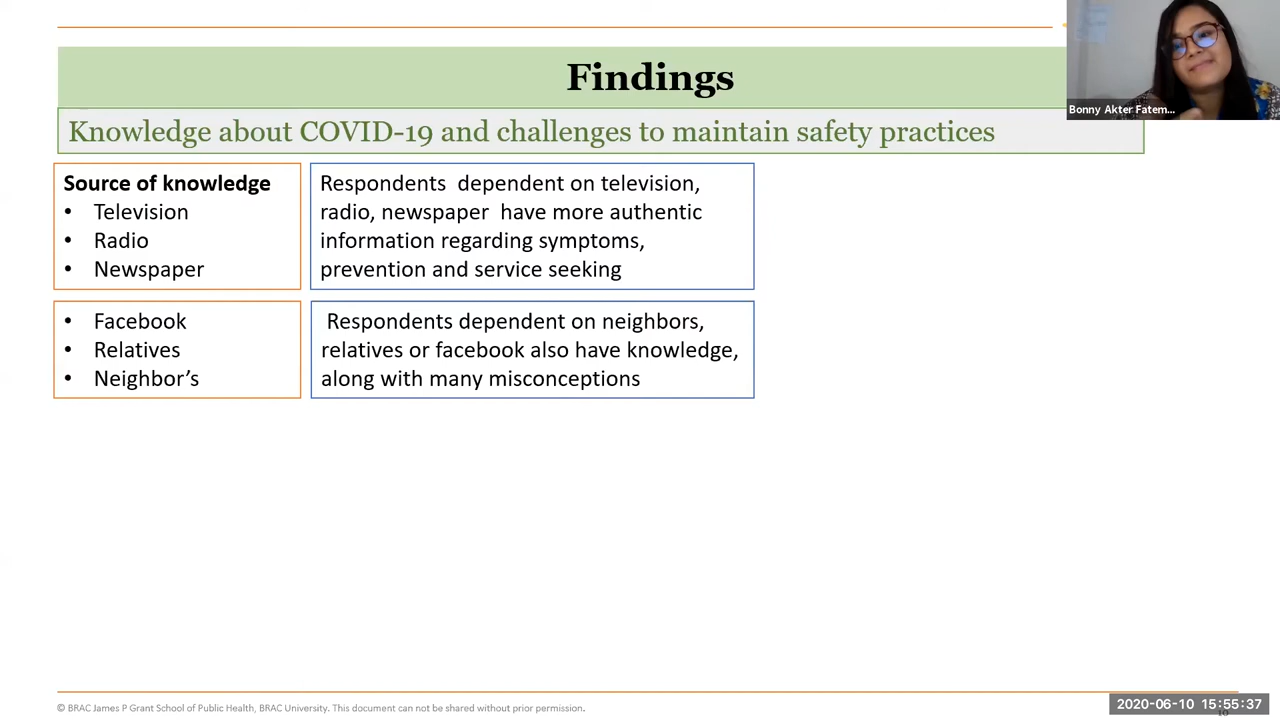 Findings
Bonny Akter Fatem...
Knowledge about COVID-19 and challenges to maintain safety practices
Source of knowledge
• Television
• Radio
• Newspaper
Respondents dependent on television,
radio, newspaper have more authentic
information regarding symptoms,
prevention and service seeking
• Facebook
• Relatives
• Neighbor's
Respondents dependent on neighbors,
relatives or facebook also have knowledge,
along with many misconceptions
© BRAC James P Grant School of Public Health, BRAC University. This document can not be shared without prior permission.
2020-06-10 15:55:37